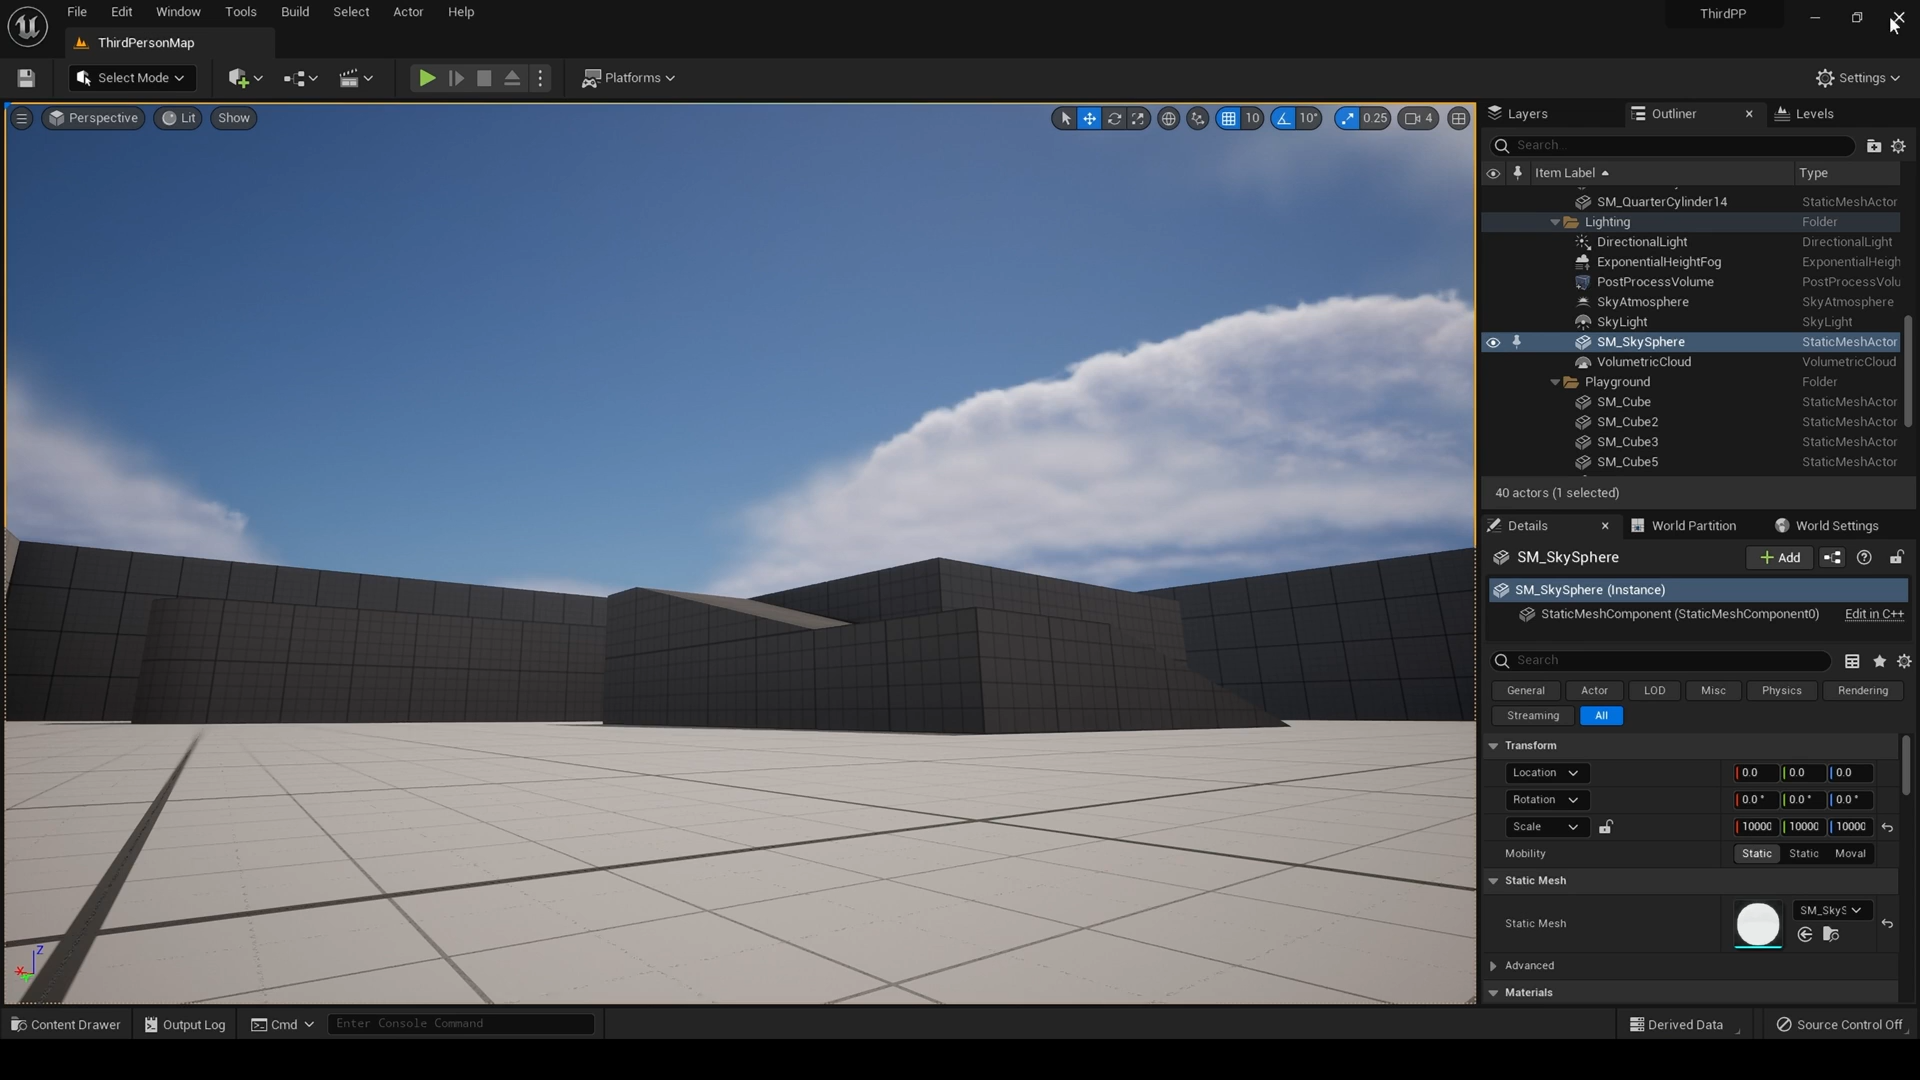 File Edit Window Tools Build Select Actor Help
ThirdPP
ThirdPersonMap
Select Mode
Platforms
Settings
Perspective Lit Show
10 10° 0.25 4
Layers Outliner Levels
Search...
Item Label Type
SM_QuarterCylinder14 StaticMeshActor
Lighting Folder
DirectionalLight DirectionalLight
ExponentialHeightFog ExponentialHeigh
PostProcessVolume PostProcessVolu
SkyAtmosphere SkyAtmosphere
SkyLight SkyLight
SM_SkySphere StaticMeshActor
VolumetricCloud VolumetricCloud
Playground Folder
SM_Cube StaticMeshActor
SM_Cube2 StaticMeshActor
SM_Cube3 StaticMeshActor
SM_Cube5 StaticMeshActor
40 actors (1 selected)
Details World Partition World Settings
SM_SkySphere
+ Add
SM_SkySphere (Instance)
StaticMeshComponent (StaticMeshComponent0) Edit in C++
Search
General Actor LOD Misc Physics Rendering
Streaming All
Transform
Location 0.0 0.0 0.0
Rotation 0.0 ° 0.0 ° 0.0 °
Scale 10000 10000 10000
Mobility Static Static Moval
Static Mesh
Static Mesh SM_SkyS
Advanced
Materials
Z
X
Content Drawer Output Log Cmd Enter Console Command
Derived Data Source Control Off